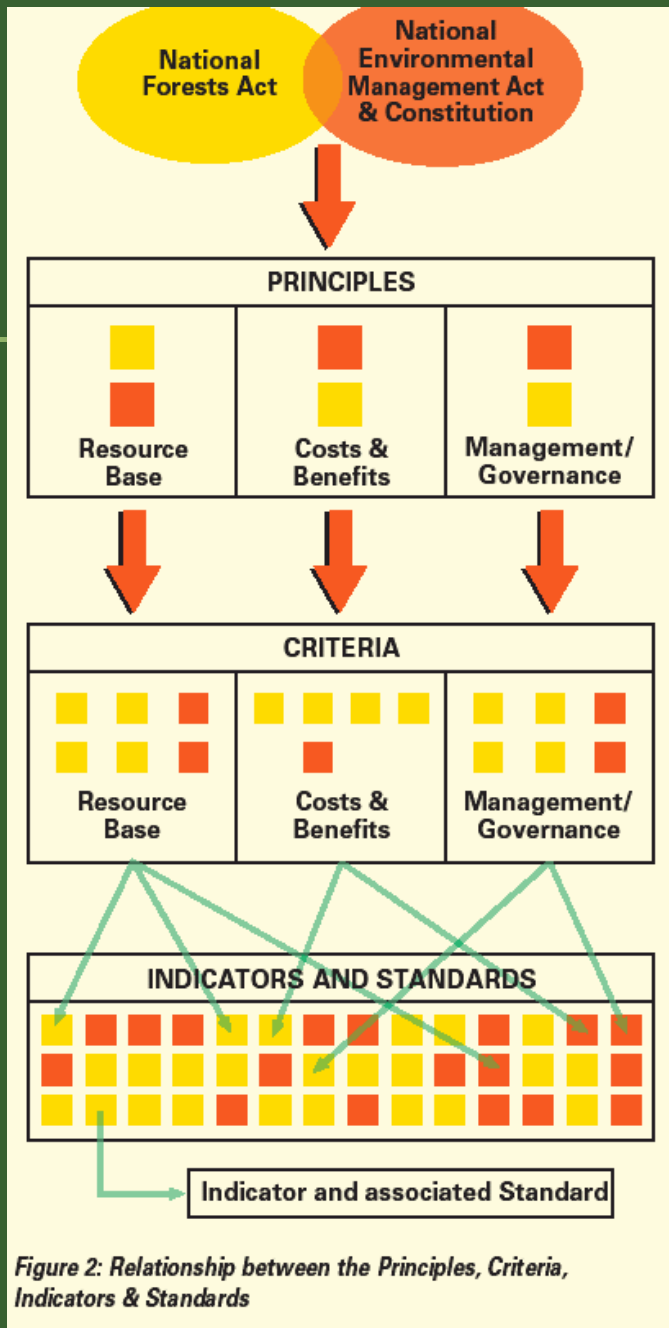 National
Forests Act
National
Environmental
Management Act
& Constitution
PRINCIPLES
Resource
Base
Costs &
Benefits
Management/
Governance
CRITERIA
Resource
Base
Costs &
Benefits
Management/
Governance
INDICATORS AND STANDARDS
Indicator and associated Standard
Figure 2: Relationship between the Principles, Criteria,
Indicators & Standards